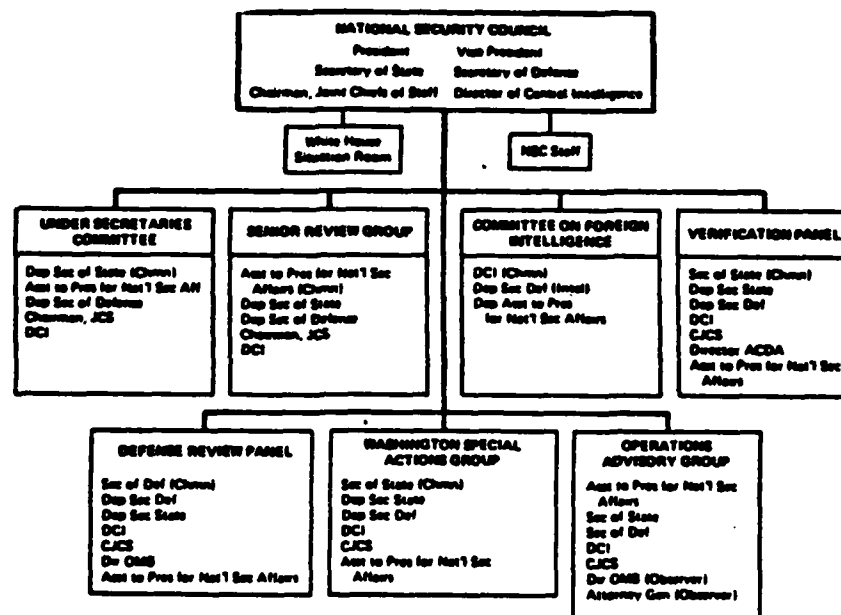 NATIONAL SECURITY COUNCIL
President Vice President
Secretary of State Secretary of Defense
Chairman, Joint Chiefs of Staff Director of Central Intelligence
White House
Situation Room
NSC Staff
UNDER SECRETARIES
COMMITTEE
Dep Sec of State (Chmn)
Asst to Pres for Nat'l Sec Aff
Dep Sec of Defense
Chairman, JCS
DCI
SENIOR REVIEW GROUP
Asst to Pres for Nat'l Sec
Affairs (Chmn)
Dep Sec of State
Dep Sec of Defense
Chairman, JCS
DCI
COMMITTEE ON FOREIGN
INTELLIGENCE
DCI (Chmn)
Dep Sec Def (Intel)
Dep Asst to Pres
for Nat'l Sec Affairs
VERIFICATION PANEL
Sec of State (Chmn)
Dep Sec State
Dep Sec Def
DCI
CJCS
Director ACDA
Asst to Pres for Nat'l Sec
Affairs
DEFENSE REVIEW PANEL
Sec of Def (Chmn)
Dep Sec Def
Dep Sec State
DCI
CJCS
Dir OMB
Asst to Pres for Nat'l Sec Affairs
WASHINGTON SPECIAL
ACTIONS GROUP
Sec of State (Chmn)
Dep Sec State
Dep Sec Def
DCI
CJCS
Asst to Pres for Nat'l Sec
Affairs
OPERATIONS
ADVISORY GROUP
Asst to Pres for Nat'l Sec
Affairs
Sec of State
Sec of Def
DCI
CJCS
Dir OMB (Observer)
Attorney Gen (Observer)